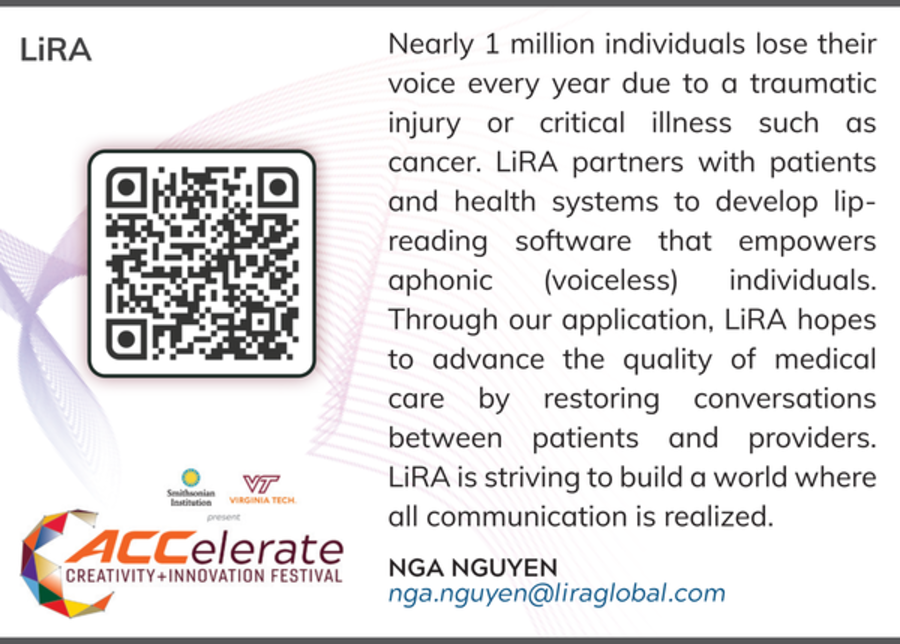 LiRA
Nearly 1 million individuals lose their
voice every year due to a traumatic
injury or critical illness such as
cancer. LiRA partners with patients
and health systems to develop lip-
reading software that empowers
aphonic (voiceless) individuals.
Through our application, LiRA hopes
to advance the quality of medical
care by restoring conversations
between patients and providers.
LiRA is striving to build a world where
all communication is realized.
NGA NGUYEN
nga.nguyen@liraglobal.com
Smithsonian
Institution
VT
VIRGINIA TECH.
present
ACCelerate
CREATIVITY+INNOVATION FESTIVAL